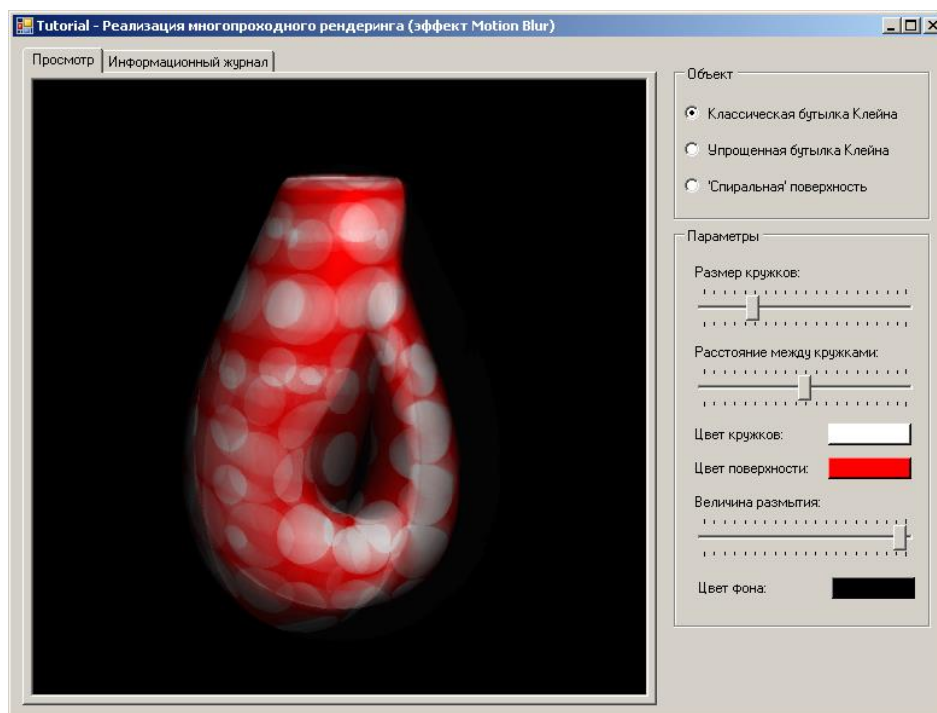 Tutorial - Реализация многопроходного рендеринга (эффект Motion Blur)
Просмотр
Информационный журнал
Объект
Классическая бутылка Клейна
Упрощенная бутылка Клейна
'Спиральная' поверхность
Параметры
Размер кружков:
Расстояние между кружками:
Цвет кружков:
Цвет поверхности:
Величина размытия:
Цвет фона: